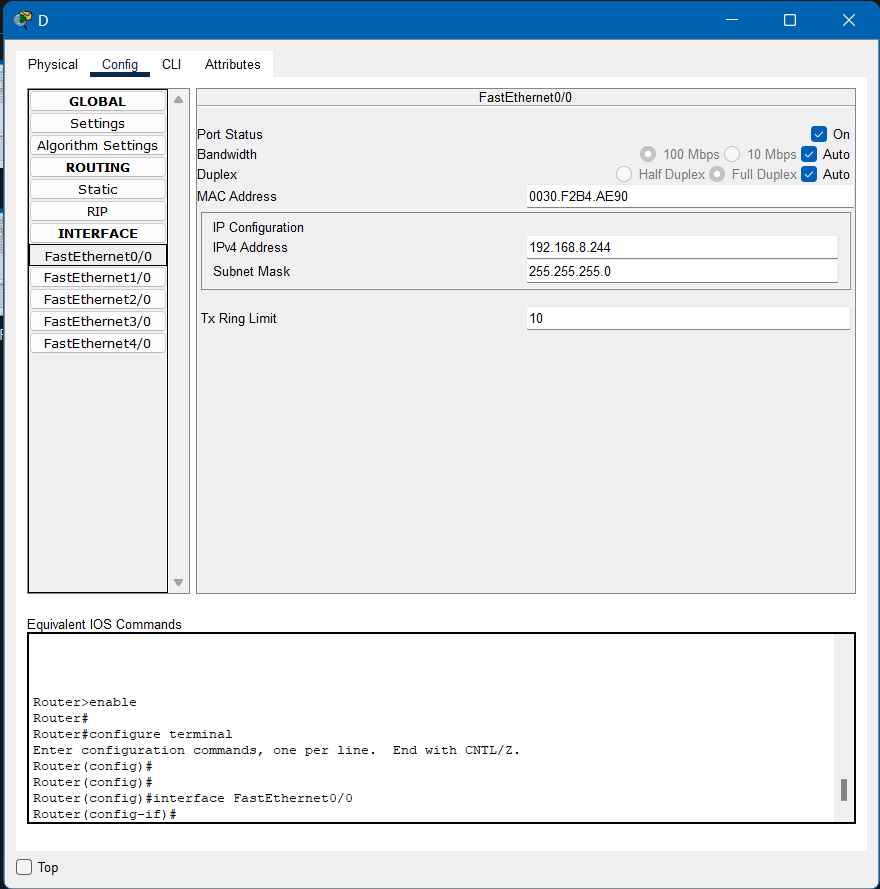 D
Physical Config CLI Attributes
GLOBAL
Settings
Algorithm Settings
ROUTING
Static
RIP
INTERFACE
FastEthernet0/0
FastEthernet1/0
FastEthernet2/0
FastEthernet3/0
FastEthernet4/0
FastEthernet0/0
Port Status On
Bandwidth 100 Mbps 10 Mbps Auto
Duplex Half Duplex Full Duplex Auto
MAC Address 0030.F2B4.AE90
IP Configuration
IPv4 Address 192.168.8.244
Subnet Mask 255.255.255.0
Tx Ring Limit 10
Equivalent IOS Commands
Router>enable
Router#
Router#configure terminal
Enter configuration commands, one per line.  End with CNTL/Z.
Router(config)#
Router(config)#
Router(config)#interface FastEthernet0/0
Router(config-if)#
Top